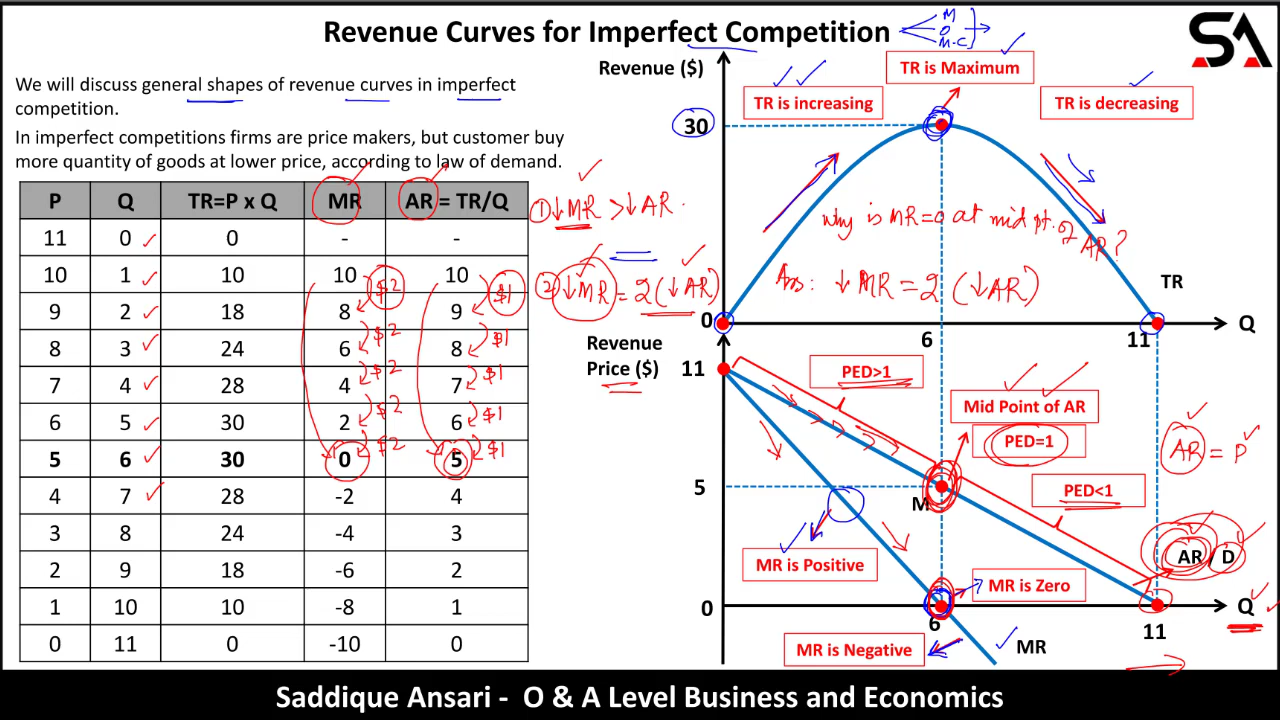 Revenue Curves for Imperfect Competition
M
O
M-C
SA
We will discuss general shapes of revenue curves in imperfect
competition.
In imperfect competitions firms are price makers, but customer buy
more quantity of goods at lower price, according to law of demand.
P Q TR=P x Q MR AR = TR/Q
11 0 0 - -
10 1 10 10 10
9 2 18 8 9
8 3 24 6 8
7 4 28 4 7
6 5 30 2 6
5 6 30 0 5
4 7 28 -2 4
3 8 24 -4 3
2 9 18 -6 2
1 10 10 -8 1
0 11 0 -10 0
$2 $1
$2 $1
$2 $1
$2 $1
$2 $1
① ↓MR > ↓AR
② ↓MR = 2(↓AR)
Revenue ($)
TR is Maximum
TR is increasing
TR is decreasing
30
Why is MR=0 at mid pt. of AR?
Ans: ↓MR = 2 (↓AR)
TR
0
6
11
Q
Revenue
Price ($)
11
PED>1
Mid Point of AR
PED=1
AR = P
5
M
PED<1
MR is Positive
AR / D
MR is Zero
0
6
11
Q
MR is Negative
MR
Saddique Ansari - O & A Level Business and Economics